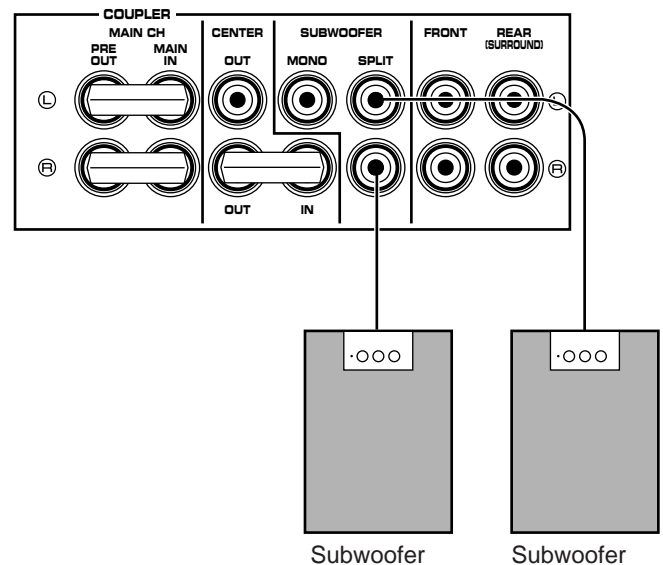 COUPLER
MAIN CH
CENTER
SUBWOOFER
FRONT
REAR
(SURROUND)
PRE
OUT
MAIN
IN
OUT
MONO
SPLIT
L
L
R
R
OUT
IN
Subwoofer
Subwoofer